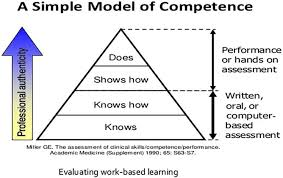 A Simple Model of Competence
Professional authenticity
Does
Shows how
Knows how
Knows
Performance
or hands on
assessment
Written,
oral, or
computer-
based
assessment
Miller GE. The assessment of clinical skills/competence/performance.
Academic Medicine (Supplement) 1990; 65: S63-S7.
Evaluating work-based learning